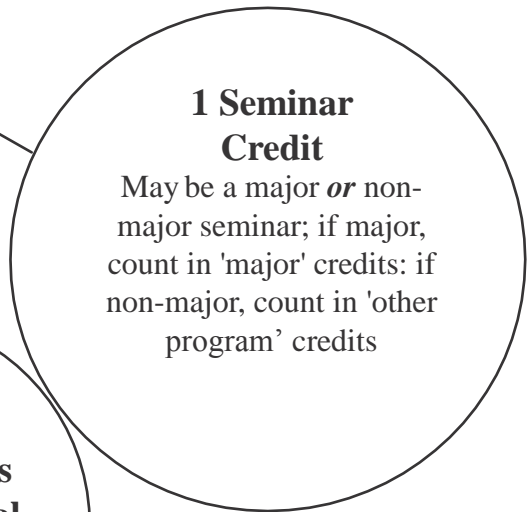 1 Seminar
Credit
May be a major or non-
major seminar; if major,
count in 'major' credits: if
non-major, count in 'other
program’ credits